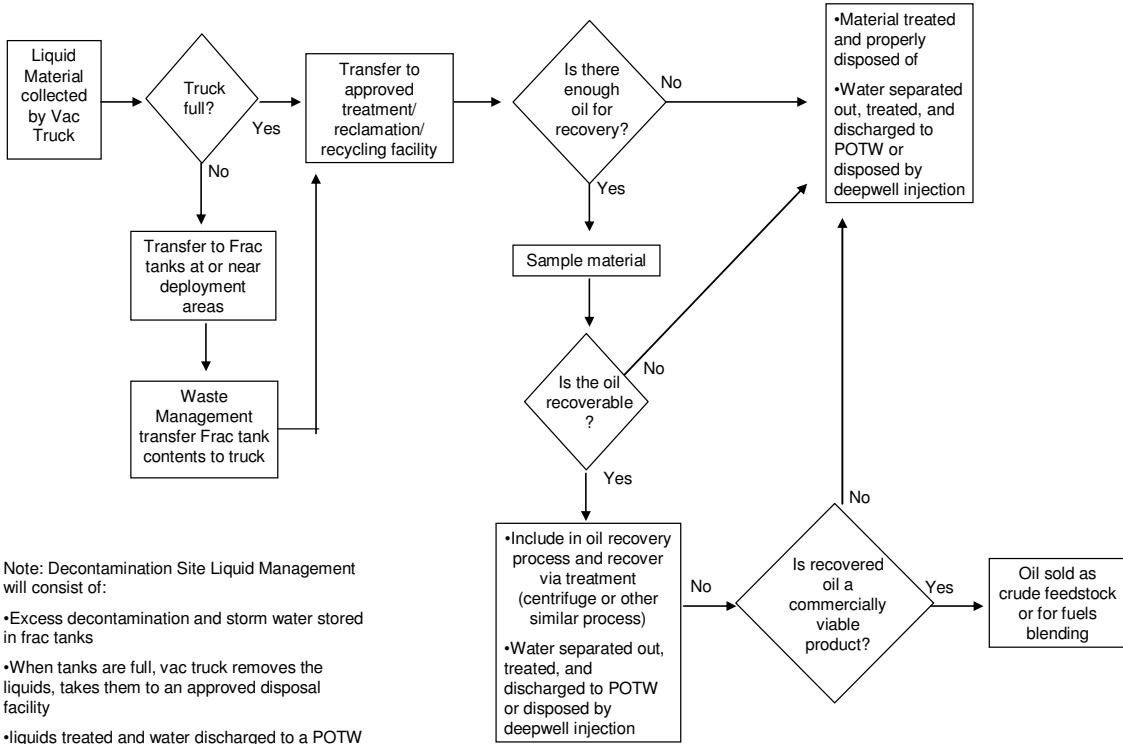 Liquid
Material
collected
by Vac
Truck
Truck
full?
Yes
No
Transfer to
approved
treatment/
reclamation/
recycling facility
Is there
enough
oil for
recovery?
No
Yes
•Material treated
and properly
disposed of
•Water separated
out, treated, and
discharged to
POTW or
disposed by
deepwell injection
Transfer to Frac
tanks at or near
deployment
areas
Sample material
Waste
Management
transfer Frac tank
contents to truck
Is the oil
recoverable
?
No
Yes
•Include in oil recovery
process and recover
via treatment
(centrifuge or other
similar process)
•Water separated out,
treated, and
discharged to POTW
or disposed by
deepwell injection
No
Is recovered
oil a
commercially
viable
product?
No
Yes
Oil sold as
crude feedstock
or for fuels
blending
Note: Decontamination Site Liquid Management
will consist of:
•Excess decontamination and storm water stored
in frac tanks
•When tanks are full, vac truck removes the
liquids, takes them to an approved disposal
facility
•liquids treated and water discharged to a POTW